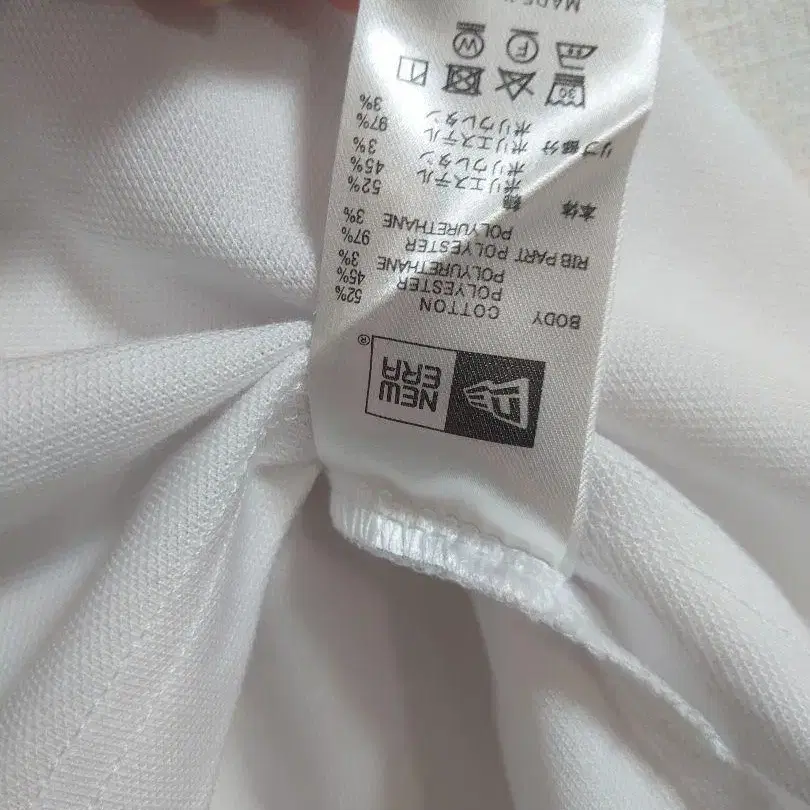 NEW
ERA
®
BODY
COTTON 52%
POLYESTER 45%
POLYURETHANE 3%
RIB PART POLYESTER 97%
POLYURETHANE 3%
本体 綿 52%
ポリエステル 45%
ポリウレタン 3%
リブ部分 ポリエステル 97%
ポリウレタン 3%
30
F W
MADE